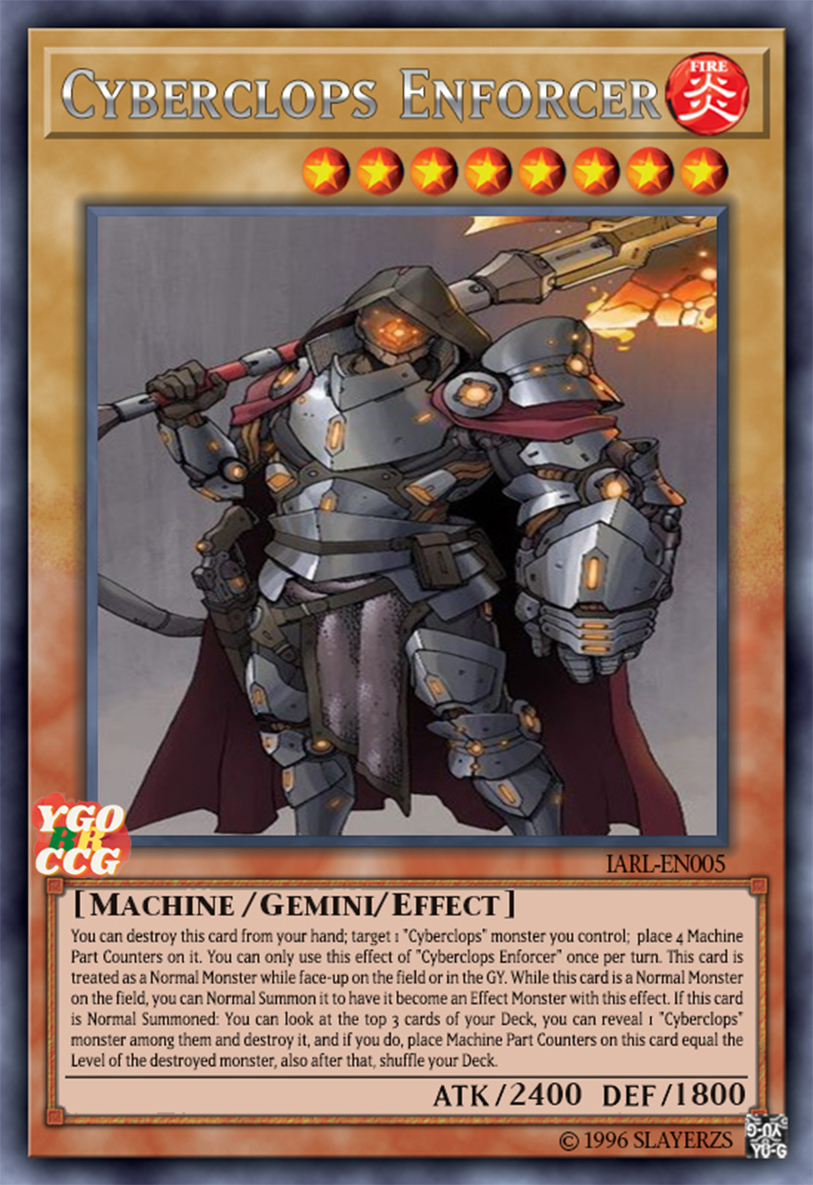 CYBERCLOPS ENFORCER
FIRE
炎
YGO
RR
CCG
IARL-EN005
[MACHINE /GEMINI/EFFECT]
You can destroy this card from your hand; target 1 "Cyberclops" monster you control; place 4 Machine
Part Counters on it. You can only use this effect of "Cyberclops Enforcer" once per turn. This card is
treated as a Normal Monster while face-up on the field or in the GY. While this card is a Normal Monster
on the field, you can Normal Summon it to have it become an Effect Monster with this effect. If this card
is Normal Summoned: You can look at the top 3 cards of your Deck, you can reveal 1 "Cyberclops"
monster among them and destroy it, and if you do, place Machine Part Counters on this card equal the
Level of the destroyed monster, also after that, shuffle your Deck.
ATK/2400 DEF/1800
© 1996 SLAYERZS
YU-G